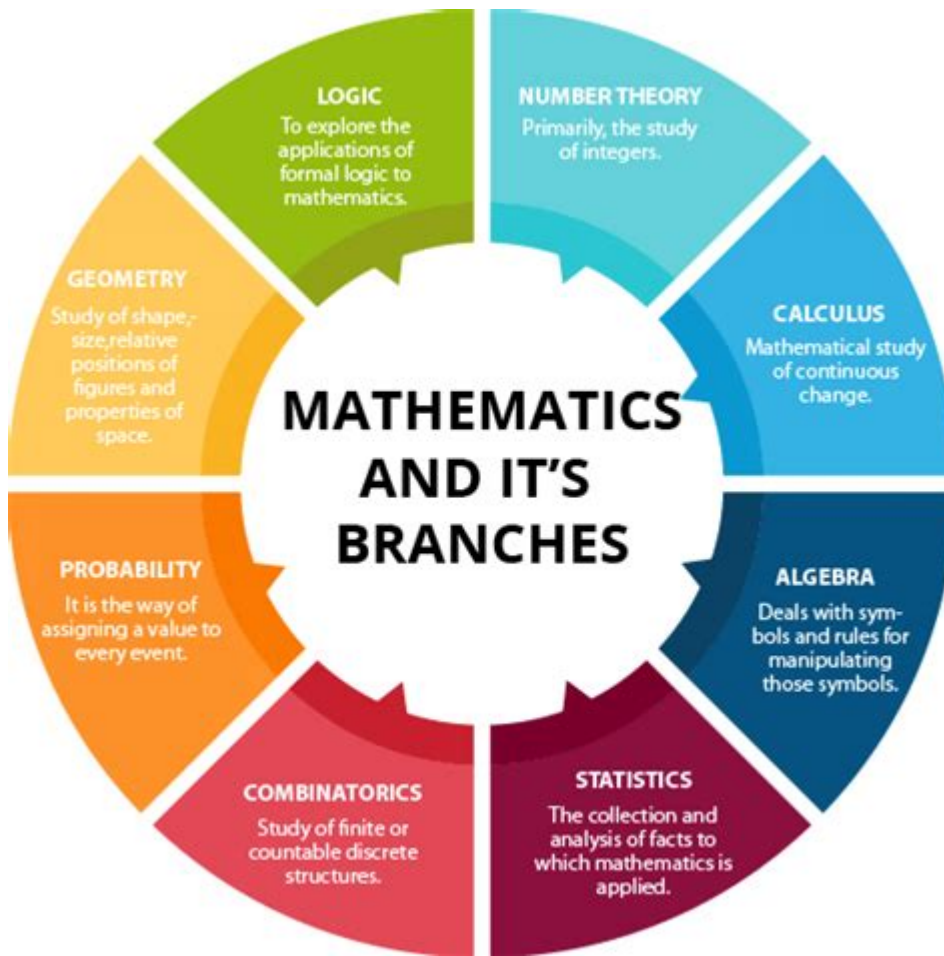 LOGIC
To explore the
applications of
formal logic to
mathematics.
NUMBER THEORY
Primarily, the study
of integers.
GEOMETRY
Study of shape,-
size,relative
positions of
figures and
properties of
space.
CALCULUS
Mathematical study
of continuous
change.
MATHEMATICS
AND IT'S
BRANCHES
PROBABILITY
It is the way of
assigning a value to
every event.
ALGEBRA
Deals with sym-
bols and rules for
manipulating
those symbols.
COMBINATORICS
Study of finite or
countable discrete
structures.
STATISTICS
The collection and
analysis of facts to
which mathematics is
applied.